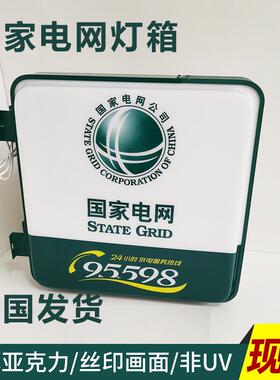 家电网灯箱
国家电网公司
STATE GRID CORPORATION OF CHINA
国家电网
STATE GRID
24小时 供电服务热线
95598
国发货
亚克力/丝印画面/非UV
现